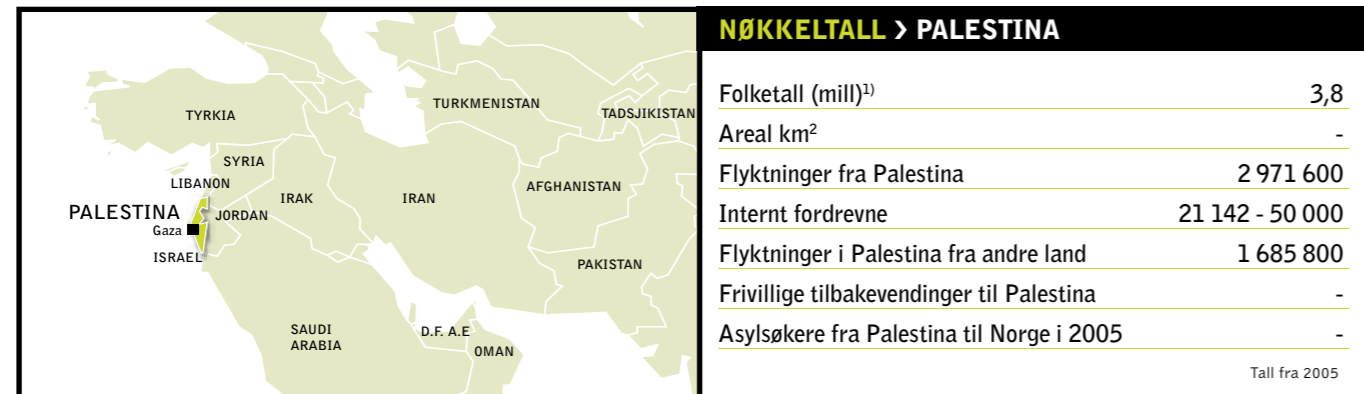 TYRKIA
TURKMENISTAN
TADSJIKISTAN
SYRIA
LIBANON
IRAK
IRAN
AFGHANISTAN
PALESTINA
JORDAN
Gaza
ISRAEL
PAKISTAN
SAUDI
ARABIA
D.F. A.E
OMAN
NØKKELTALL > PALESTINA
Folketall (mill)1) 3,8
Areal km² -
Flyktninger fra Palestina 2 971 600
Internt fordrevne 21 142 - 50 000
Flyktninger i Palestina fra andre land 1 685 800
Frivillige tilbakevendinger til Palestina -
Asylsøkere fra Palestina til Norge i 2005 -
Tall fra 2005